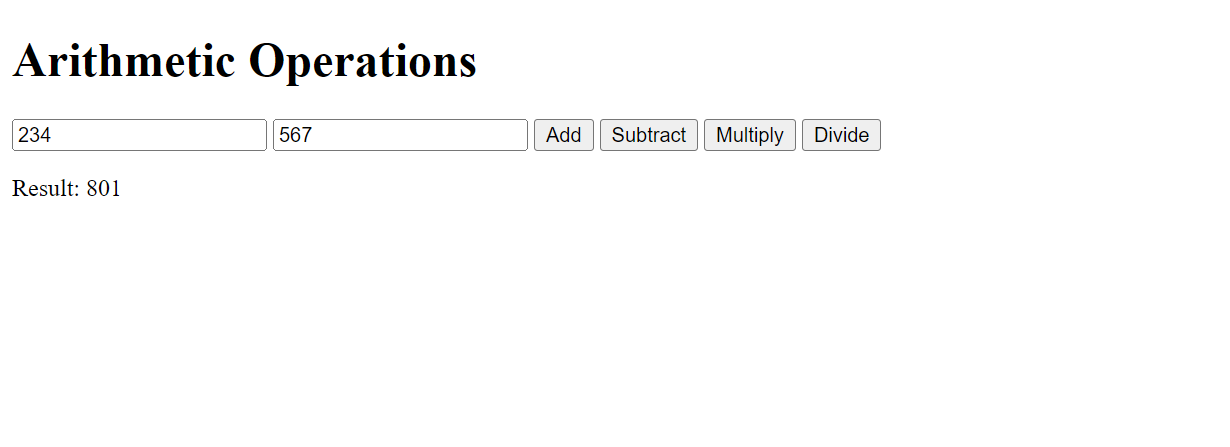 Arithmetic Operations
234 567 Add Subtract Multiply Divide
Result: 801